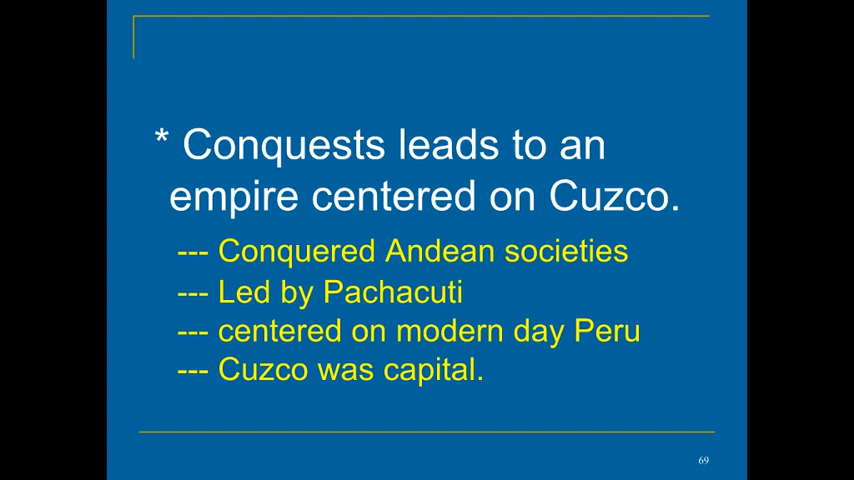 * Conquests leads to an
empire centered on Cuzco.
--- Conquered Andean societies
--- Led by Pachacuti
--- centered on modern day Peru
--- Cuzco was capital.
69